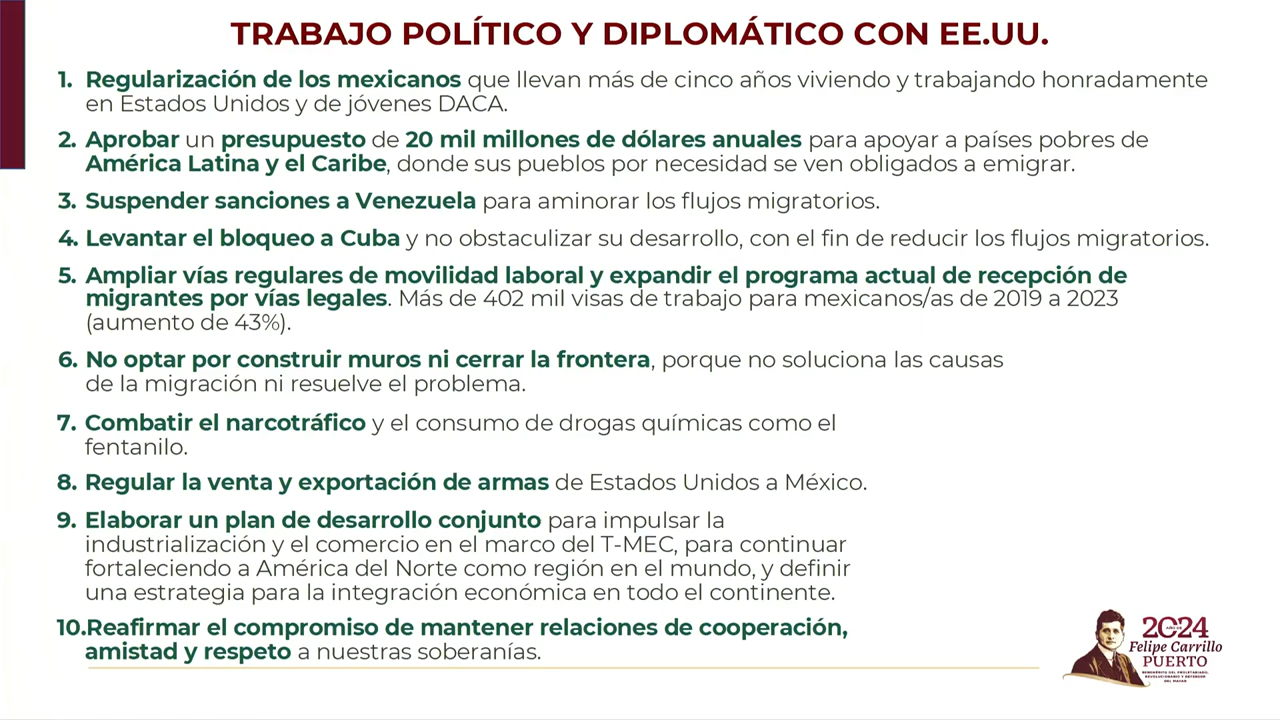 TRABAJO POLÍTICO Y DIPLOMÁTICO CON EE.UU.
1. Regularización de los mexicanos que llevan más de cinco años viviendo y trabajando honradamente
en Estados Unidos y de jóvenes DACA.
2. Aprobar un presupuesto de 20 mil millones de dólares anuales para apoyar a países pobres de
América Latina y el Caribe, donde sus pueblos por necesidad se ven obligados a emigrar.
3. Suspender sanciones a Venezuela para aminorar los flujos migratorios.
4. Levantar el bloqueo a Cuba y no obstaculizar su desarrollo, con el fin de reducir los flujos migratorios.
5. Ampliar vías regulares de movilidad laboral y expandir el programa actual de recepción de
migrantes por vías legales. Más de 402 mil visas de trabajo para mexicanos/as de 2019 a 2023
(aumento de 43%).
6. No optar por construir muros ni cerrar la frontera, porque no soluciona las causas
de la migración ni resuelve el problema.
7. Combatir el narcotráfico y el consumo de drogas químicas como el
fentanilo.
8. Regular la venta y exportación de armas de Estados Unidos a México.
9. Elaborar un plan de desarrollo conjunto para impulsar la
industrialización y el comercio en el marco del T-MEC, para continuar
fortaleciendo a América del Norte como región en el mundo, y definir
una estrategia para la integración económica en todo el continente.
10.Reafirmar el compromiso de mantener relaciones de cooperación,
amistad y respeto a nuestras soberanías.
2024
AÑO DE
Felipe Carrillo
PUERTO
BENEMÉRITO DEL PROLETARIADO,
REVOLUCIONARIO Y DEFENSOR
DEL MAYAB